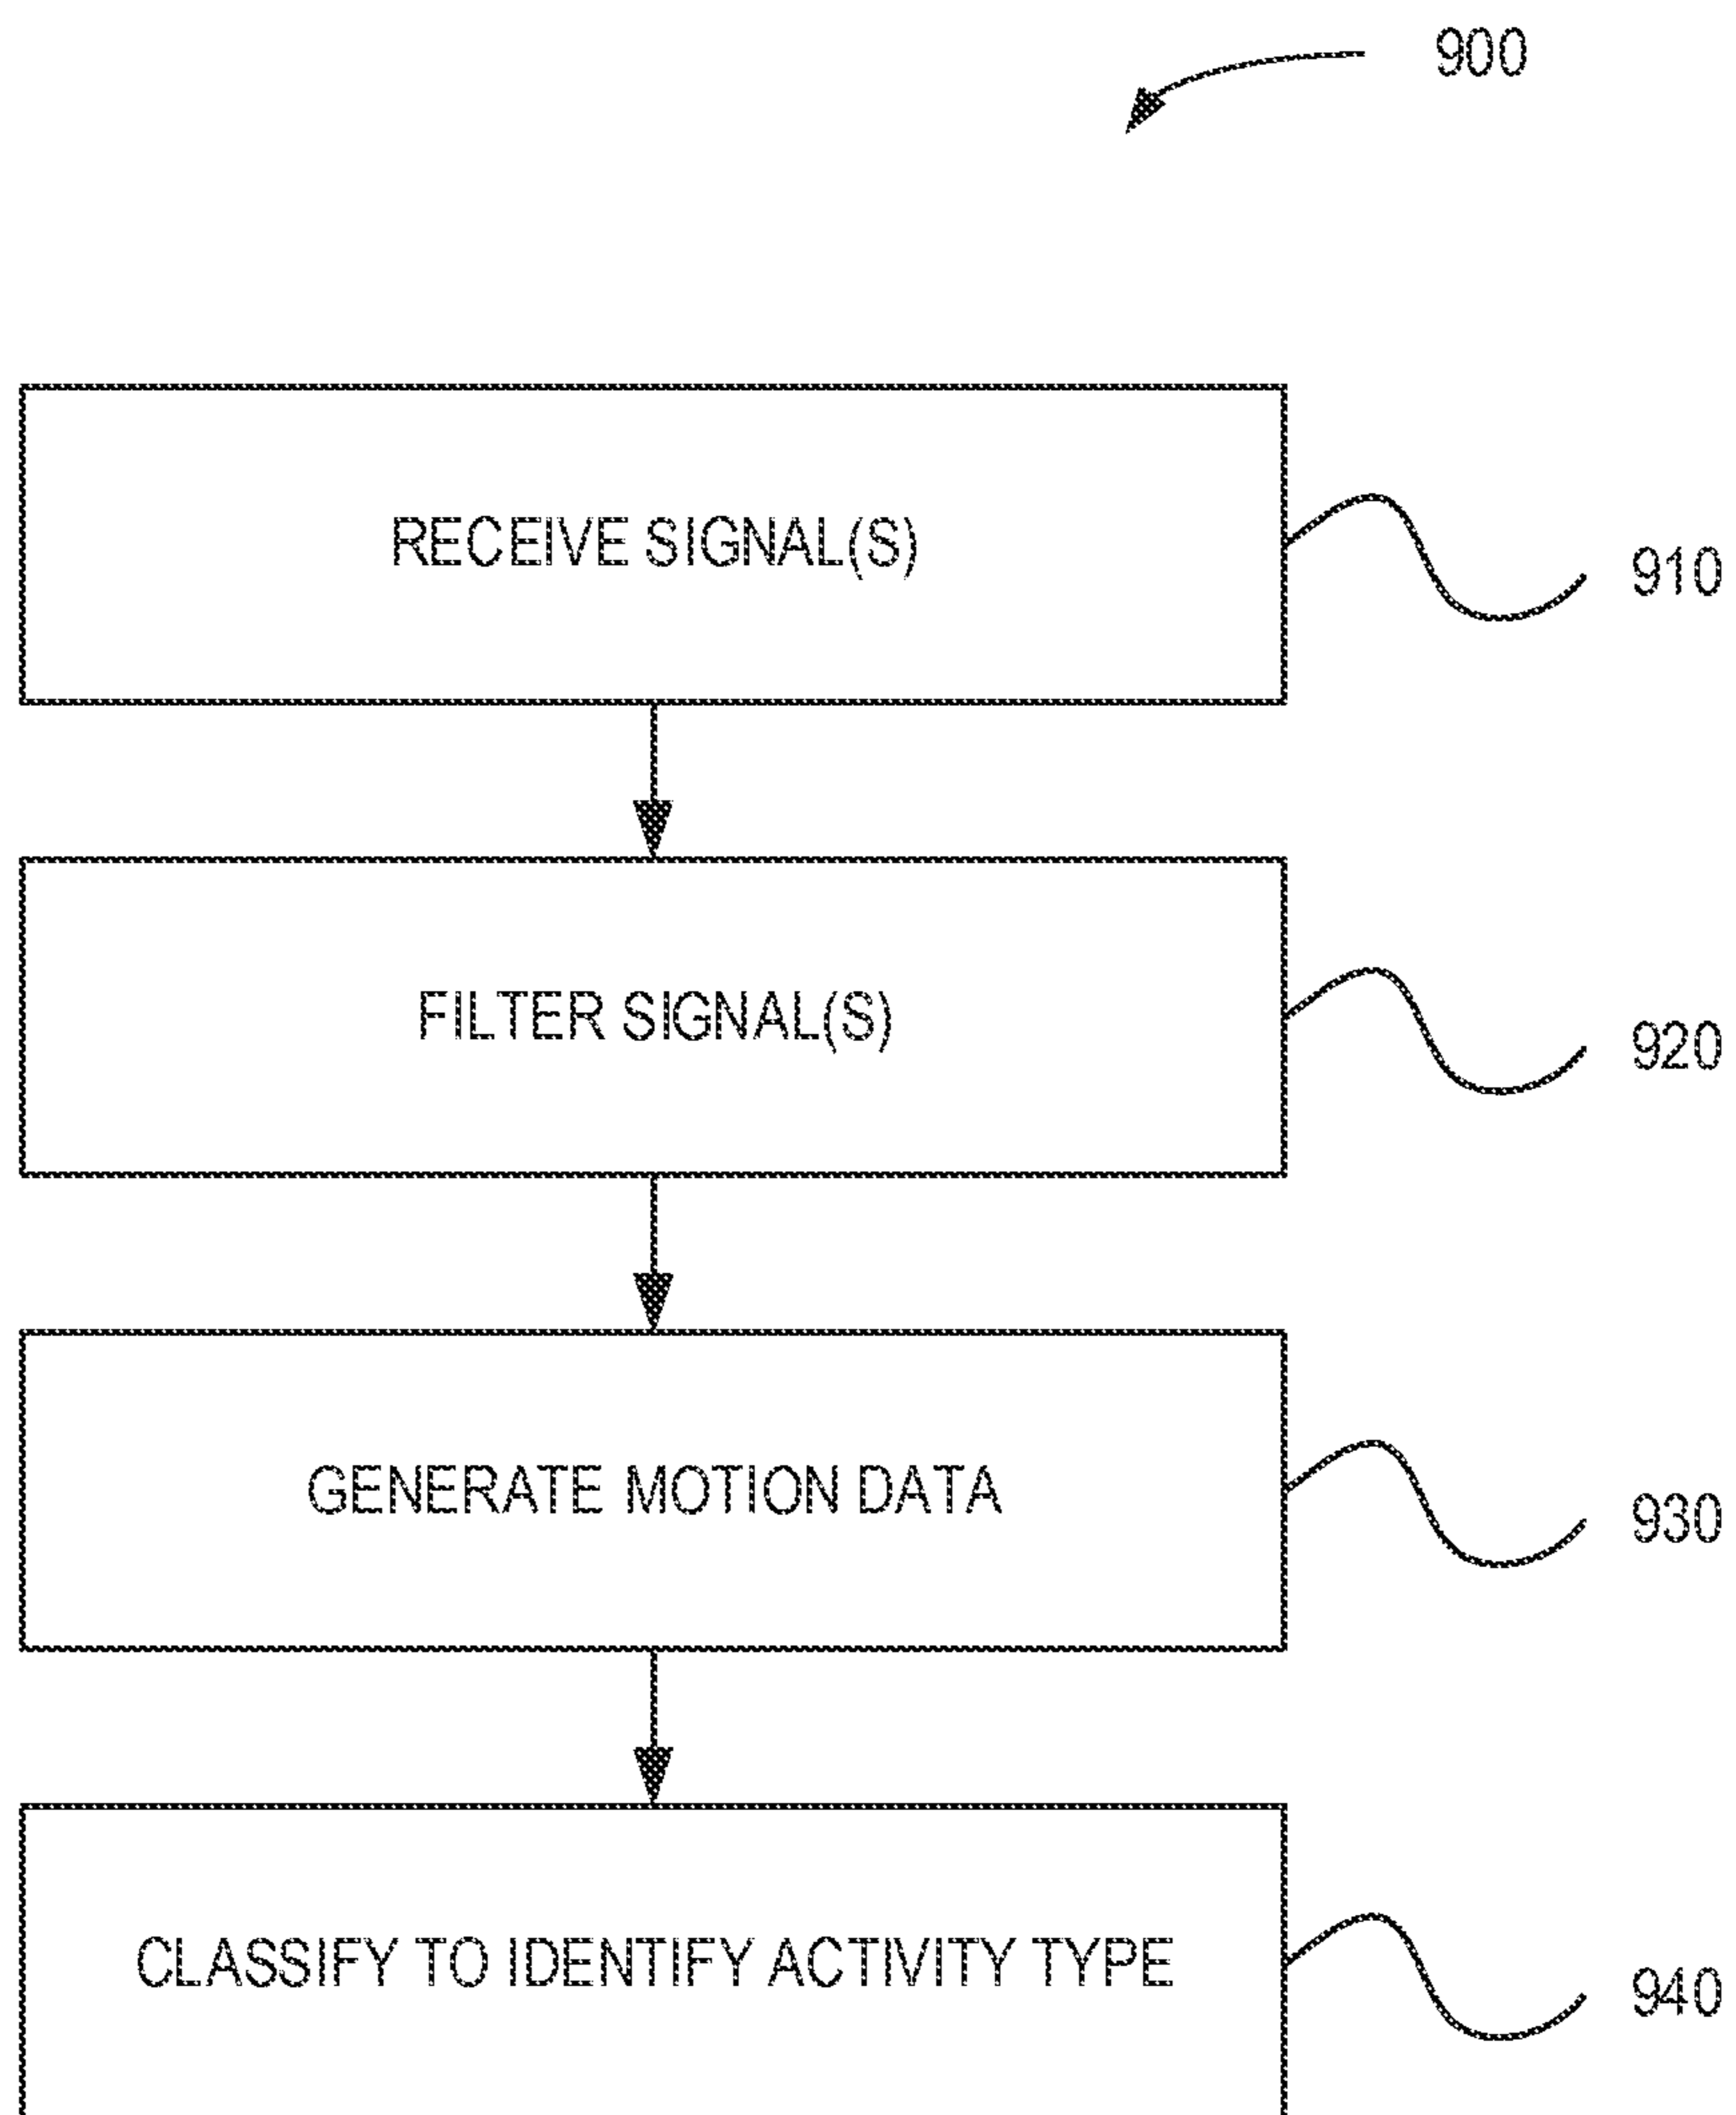 900
RECEIVE SIGNAL(S)
910
FILTER SIGNAL(S)
920
GENERATE MOTION DATA
930
CLASSIFY TO IDENTIFY ACTIVITY TYPE
940